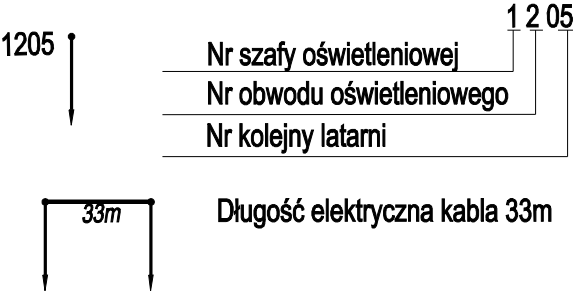 1 2 05
1205
Nr szafy oświetleniowej
Nr obwodu oświetleniowego
Nr kolejny latarni
33m
Długość elektryczna kabla 33m